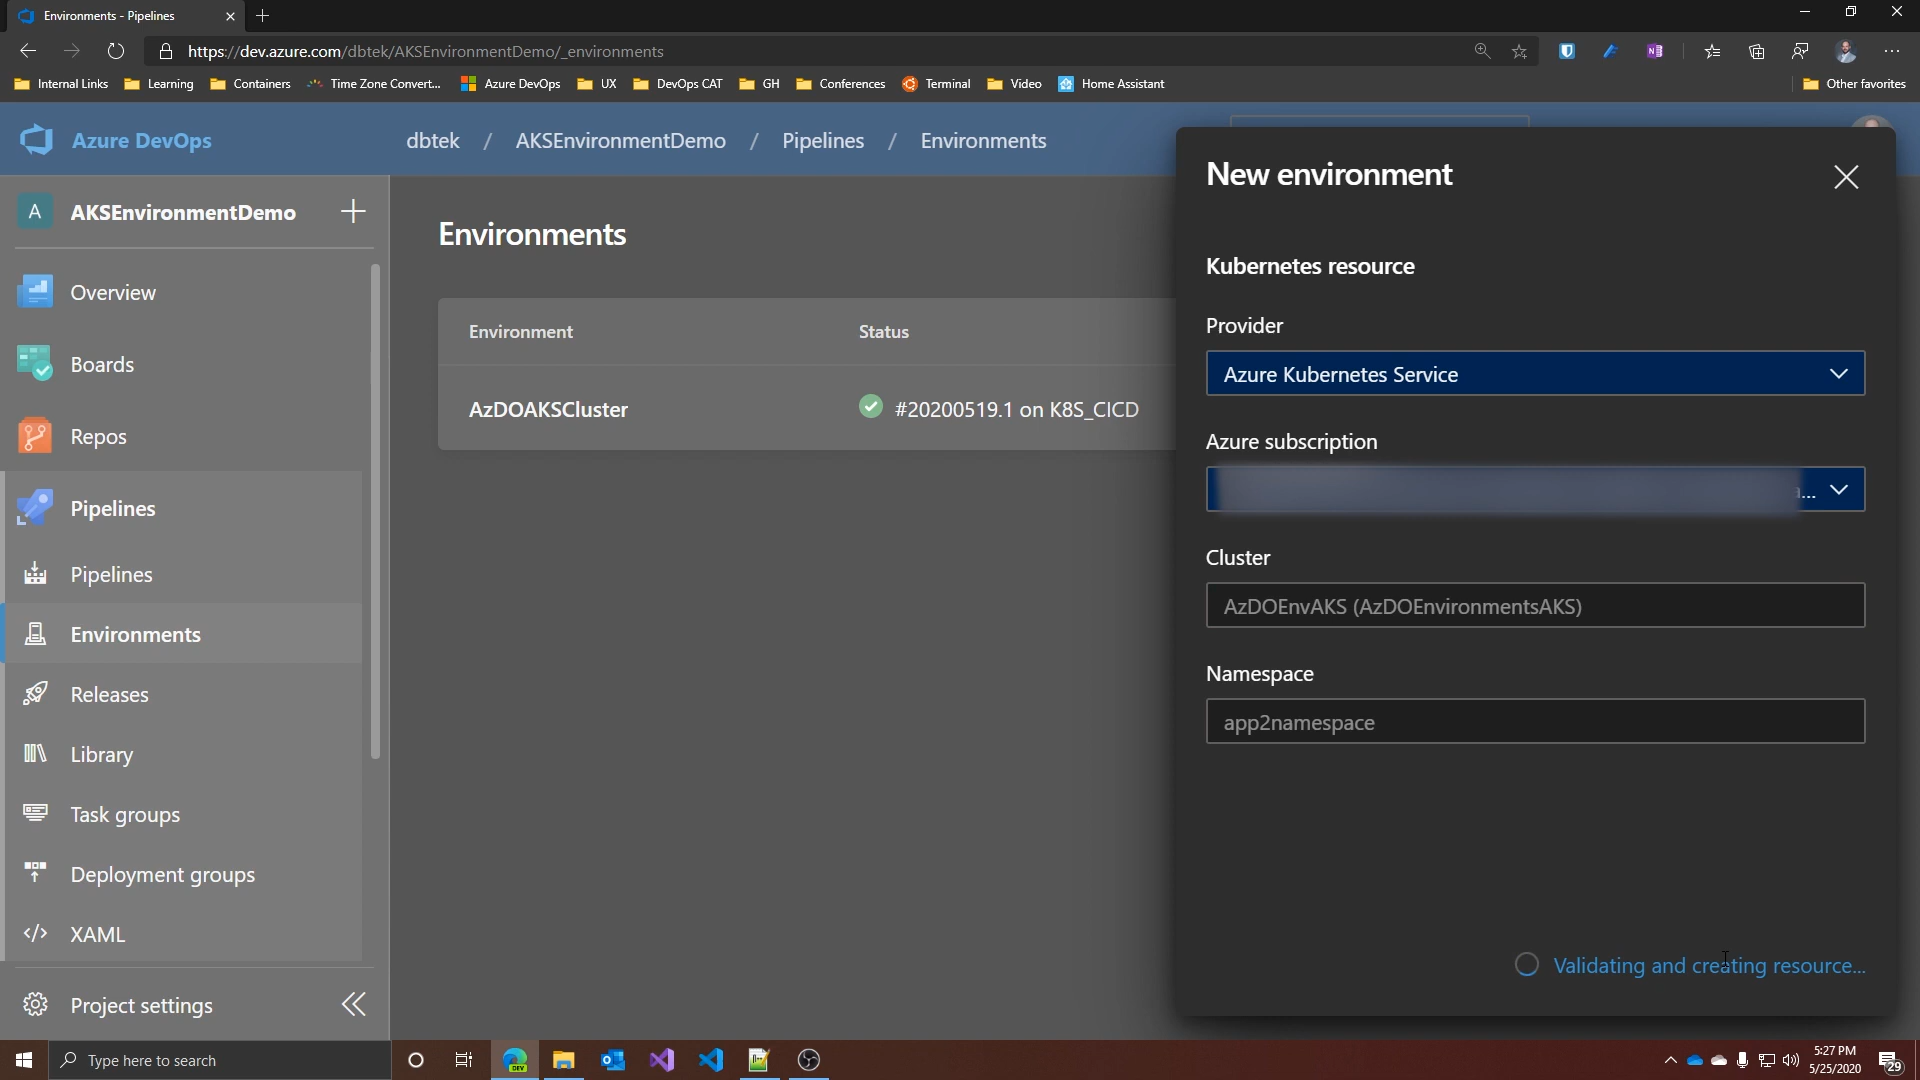 Environments - Pipelines
https://dev.azure.com/dbtek/AKSEnvironmentDemo/_environments
Internal Links Learning Containers Time Zone Convert... Azure DevOps UX DevOps CAT GH Conferences Terminal Video Home Assistant Other favorites
Azure DevOps dbtek / AKSEnvironmentDemo / Pipelines / Environments
A AKSEnvironmentDemo
Overview
Boards
Repos
Pipelines
Pipelines
Environments
Releases
Library
Task groups
Deployment groups
XAML
Project settings
Environments
Environment Status
AzDOAKSCluster #20200519.1 on K8S_CICD
New environment
Kubernetes resource
Provider
Azure Kubernetes Service
Azure subscription
...
Cluster
AzDOEnvAKS (AzDOEnvironmentsAKS)
Namespace
app2namespace
Validating and creating resource...
Type here to search
DEV
5:27 PM
5/25/2020
29